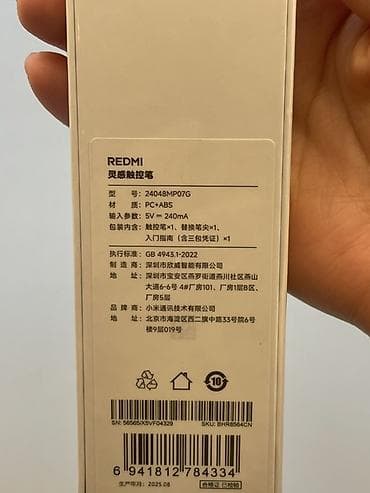 REDMI
灵感触控笔
型 号: 24048MP07G
材 质: PC+ABS
输入参数: 5V ⎓ 240mA
包装内含: 触控笔×1、替换笔尖×1、
入门指南（含三包凭证）×1
执行标准: GB 4943.1-2022
制 造 商: 深圳市欣威智能有限公司
地 址: 深圳市宝安区燕罗街道燕川社区燕山
大道6-6号 4#厂房101、厂房1层B区、
厂房5层
品 牌 商: 小米通讯技术有限公司
地 址: 北京市海淀区西二旗中路33号院6号
楼9层019号
10
SN: 56565/X5VF04329
SKU: BHR8564CN
6 941812 784334
生产年月: 2025.08
合格证 已检验